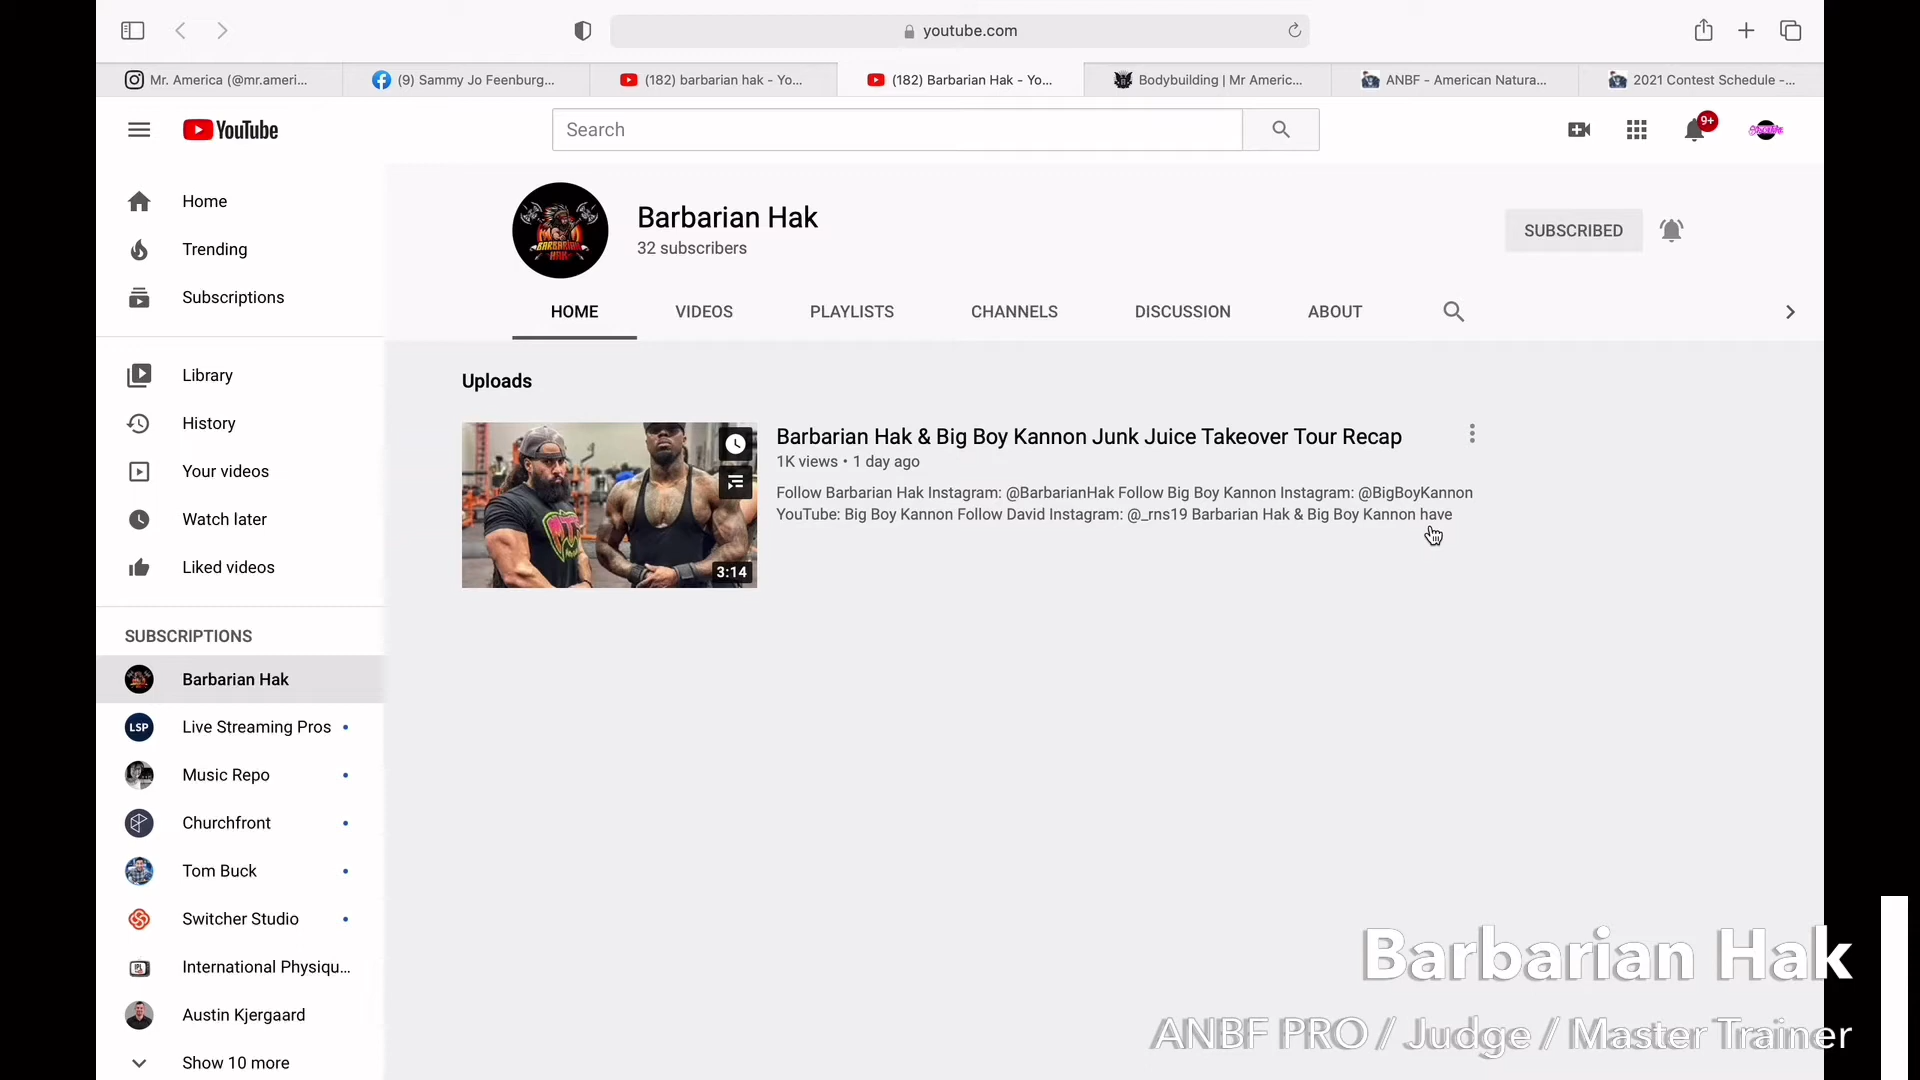 youtube.com
Mr. America (@mr.ameri...
(9) Sammy Jo Feenburg...
(182) barbarian hak - Yo...
(182) Barbarian Hak - Yo...
Bodybuilding | Mr Americ...
ANBF - American Natura...
2021 Contest Schedule -...
YouTube
Search
9+
Home
Trending
Subscriptions
Library
History
Your videos
Watch later
Liked videos
SUBSCRIPTIONS
Barbarian Hak
LSP
Live Streaming Pros
Music Repo
Churchfront
Tom Buck
Switcher Studio
International Physiqu...
Austin Kjergaard
Show 10 more
BARBARIAN
HAK
Barbarian Hak
32 subscribers
SUBSCRIBED
HOME
VIDEOS
PLAYLISTS
CHANNELS
DISCUSSION
ABOUT
Uploads
3:14
Barbarian Hak & Big Boy Kannon Junk Juice Takeover Tour Recap
1K views • 1 day ago
Follow Barbarian Hak Instagram: @BarbarianHak Follow Big Boy Kannon Instagram: @BigBoyKannon
YouTube: Big Boy Kannon Follow David Instagram: @_rns19 Barbarian Hak & Big Boy Kannon have
Barbarian Hak
ANBF PRO / Judge / Master Trainer